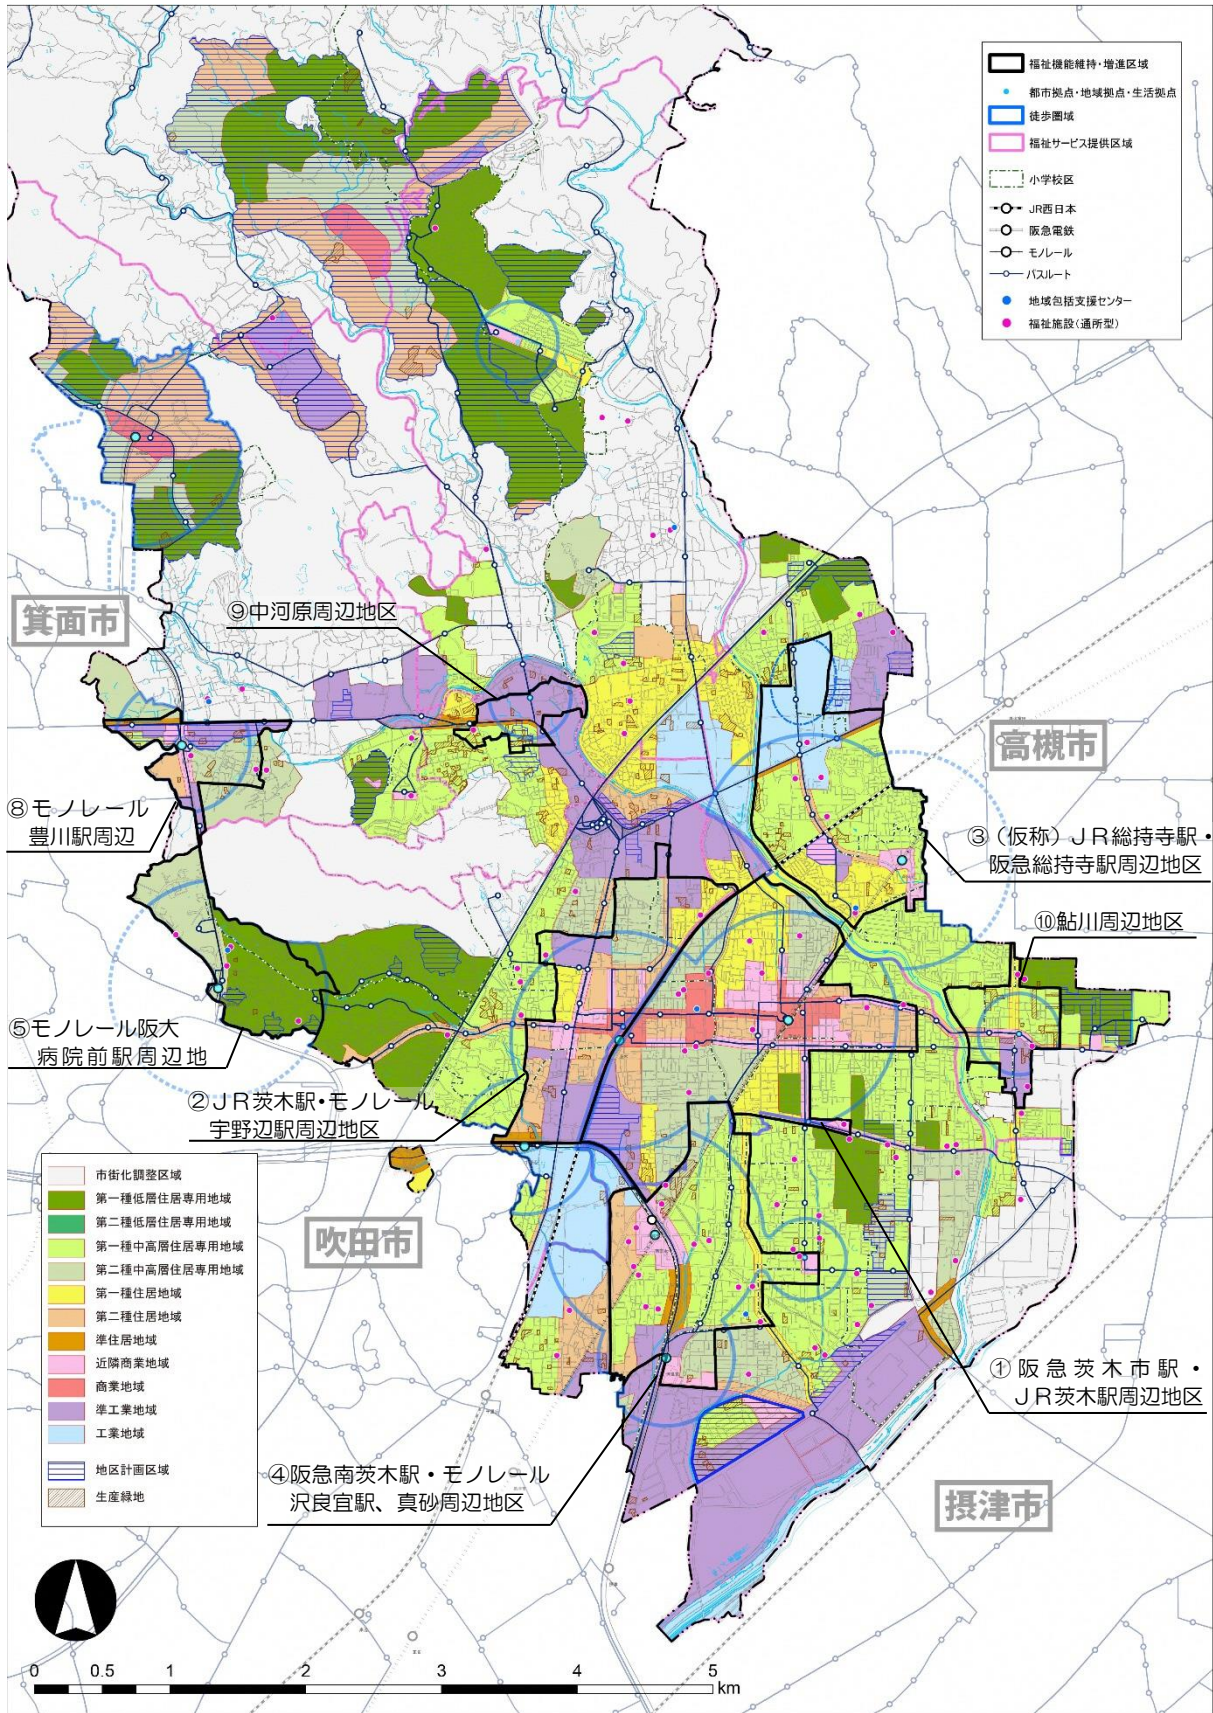 福祉機能維持・増進区域
都市拠点・地域拠点・生活拠点
徒歩圏域
福祉サービス提供区域
小学校区
JR西日本
阪急電鉄
モノレール
バスルート
地域包括支援センター
福祉施設(通所型)
箕面市
⑨中河原周辺地区
高槻市
⑧モノレール
豊川駅周辺
③(仮称)JR総持寺駅・
阪急総持寺駅周辺地区
⑩鮎川周辺地区
⑤モノレール阪大
病院前駅周辺地
②JR茨木駅・モノレール
宇野辺駅周辺地区
市街化調整区域
第一種低層住居専用地域
第二種低層住居専用地域
第一種中高層住居専用地域
第二種中高層住居専用地域
第一種住居地域
第二種住居地域
準住居地域
近隣商業地域
商業地域
準工業地域
工業地域
地区計画区域
生産緑地
吹田市
①阪急茨木市駅・
JR茨木駅周辺地区
④阪急南茨木駅・モノレール
沢良宜駅、真砂周辺地区
摂津市
0 0.5 1 2 3 4 5 km